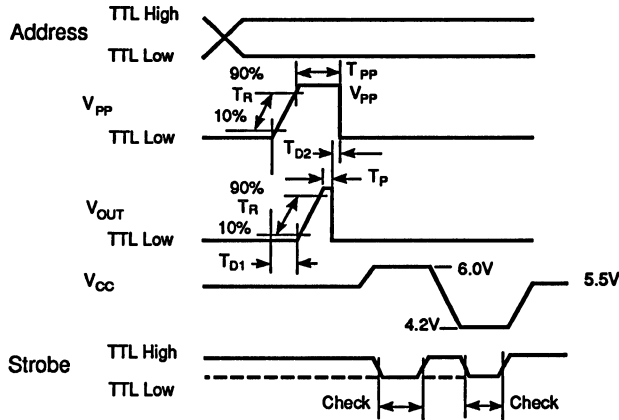 TTL High
Address
TTL Low
90%
T_PP
T_R
V_PP
V_PP
10%
TTL Low
T_D2
T_P
90%
V_OUT
T_R
10%
TTL Low
T_D1
V_CC
6.0V
5.5V
4.2V
TTL High
Strobe
TTL Low
Check
Check